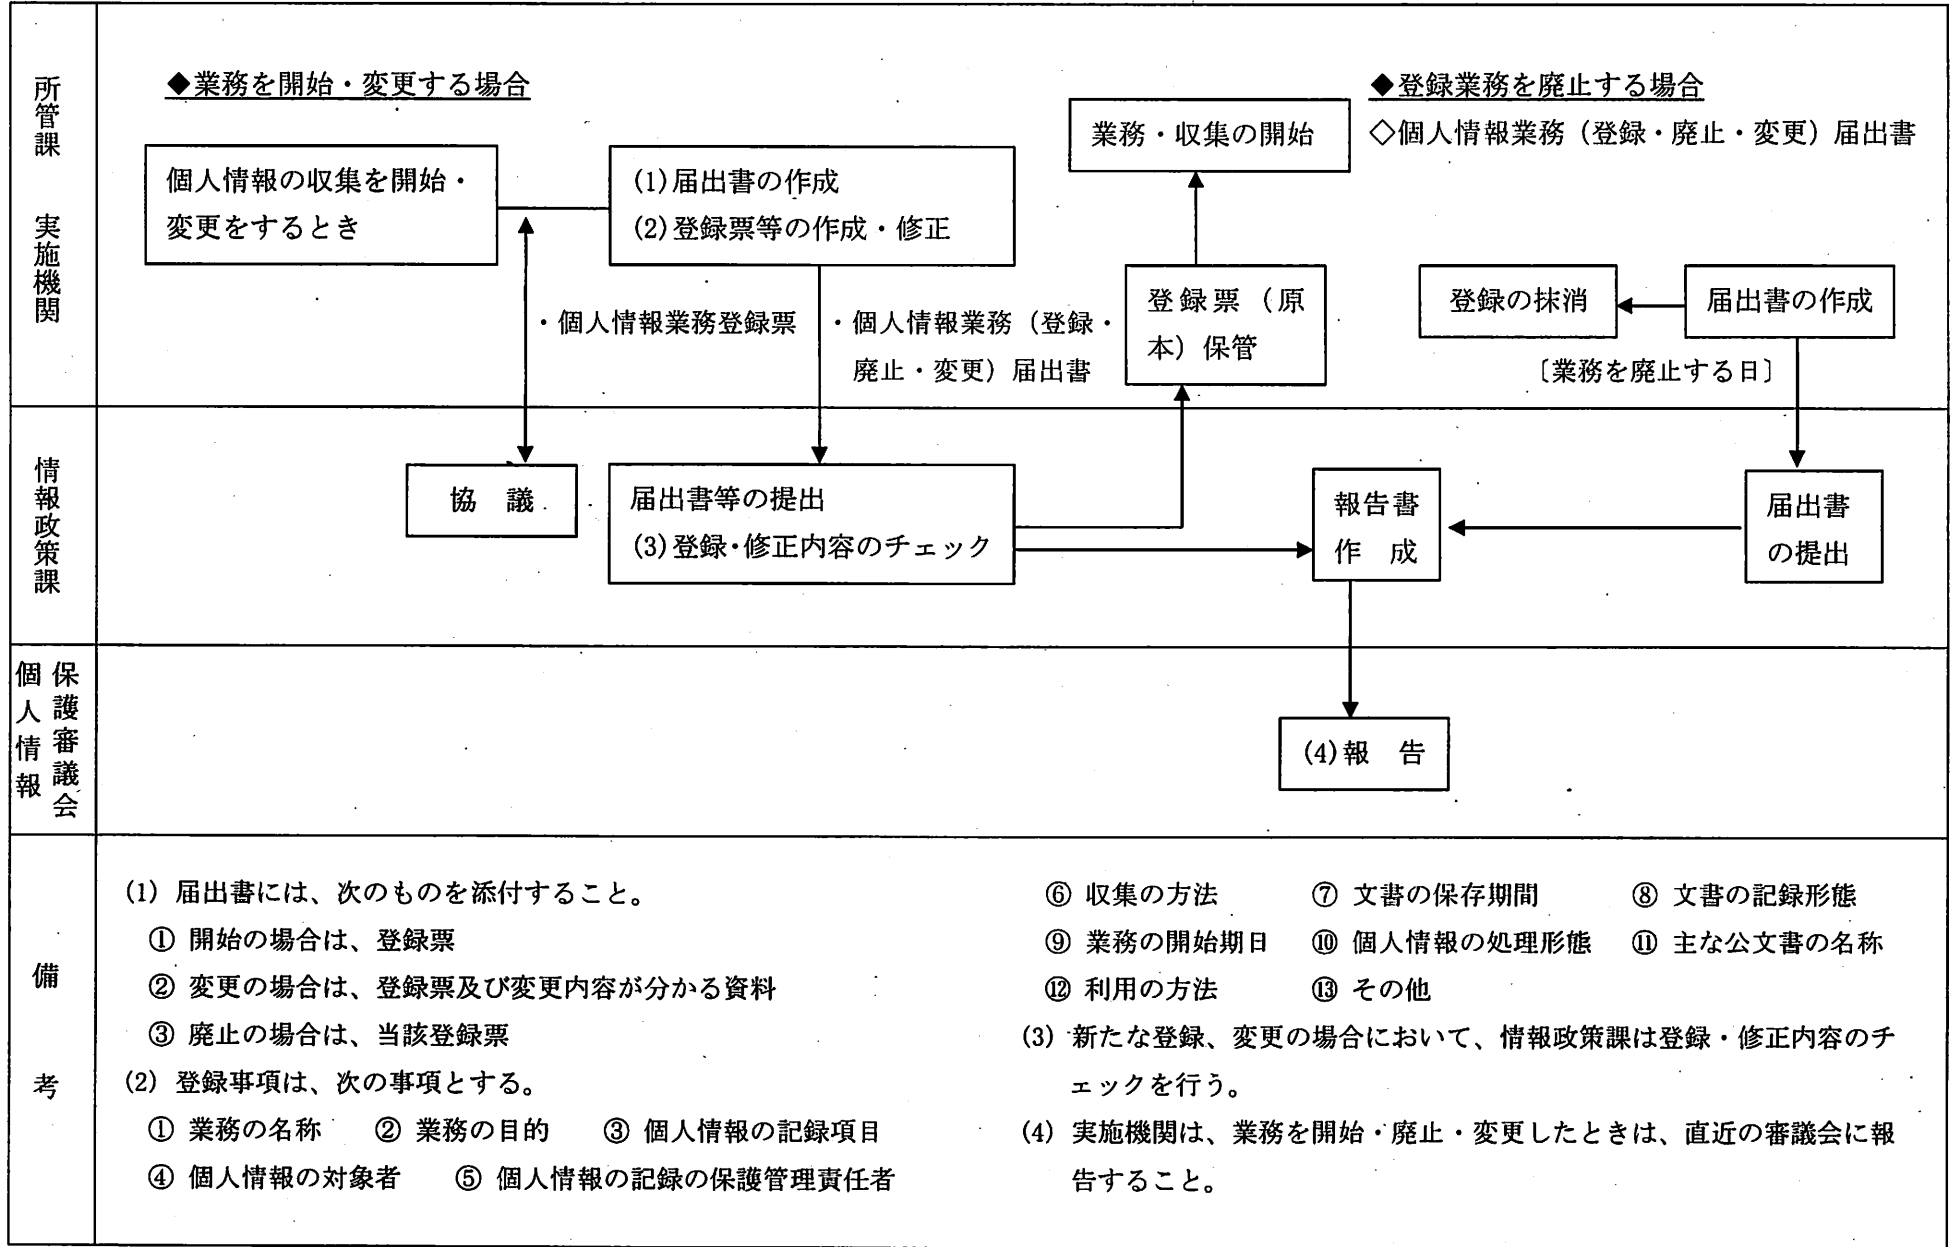 所管課　実施機関
◆業務を開始・変更する場合
個人情報の収集を開始・
変更をするとき
(1)届出書の作成
(2)登録票等の作成・修正
・個人情報業務登録票
・個人情報業務（登録・
廃止・変更）届出書
業務・収集の開始
登録票（原
本）保管
◆登録業務を廃止する場合
◇個人情報業務（登録・廃止・変更）届出書
登録の抹消
届出書の作成
〔業務を廃止する日〕
情報政策課
協　議
届出書等の提出
(3)登録・修正内容のチェック
報告書
作　成
届出書
の提出
個人情報
保護審議会
(4)報　告
備　考
(1) 届出書には、次のものを添付すること。
① 開始の場合は、登録票
② 変更の場合は、登録票及び変更内容が分かる資料
③ 廃止の場合は、当該登録票
(2) 登録事項は、次の事項とする。
① 業務の名称　② 業務の目的　③ 個人情報の記録項目
④ 個人情報の対象者　⑤ 個人情報の記録の保護管理責任者
⑥ 収集の方法　⑦ 文書の保存期間　⑧ 文書の記録形態
⑨ 業務の開始期日　⑩ 個人情報の処理形態　⑪ 主な公文書の名称
⑫ 利用の方法　⑬ その他
(3) 新たな登録、変更の場合において、情報政策課は登録・修正内容のチ
ェックを行う。
(4) 実施機関は、業務を開始・廃止・変更したときは、直近の審議会に報
告すること。